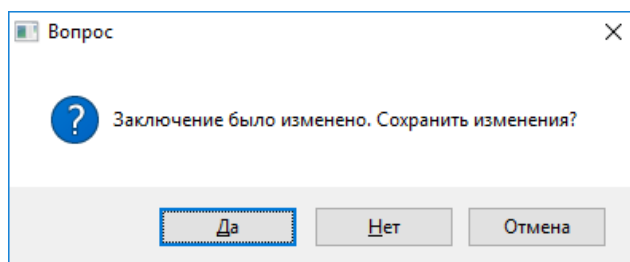 Вопрос
Заключение было изменено. Сохранить изменения?
Да
Нет
Отмена